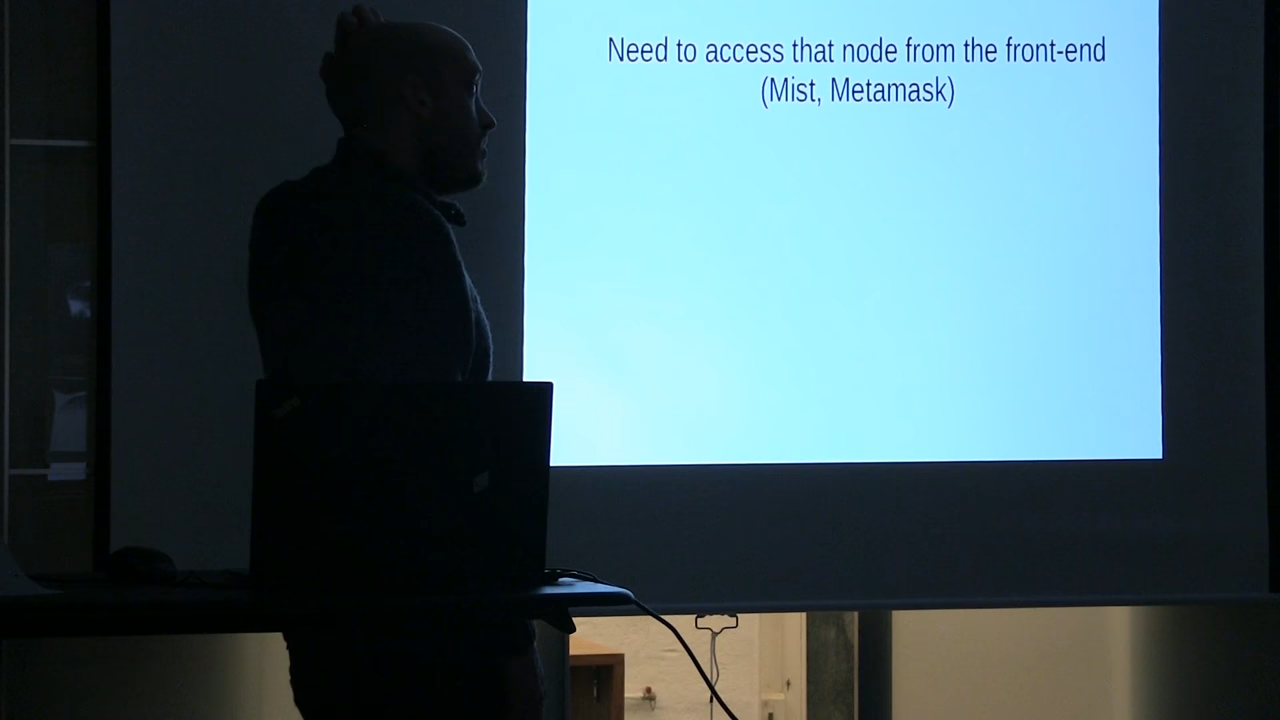 Need to access that node from the front-end
(Mist, Metamask)